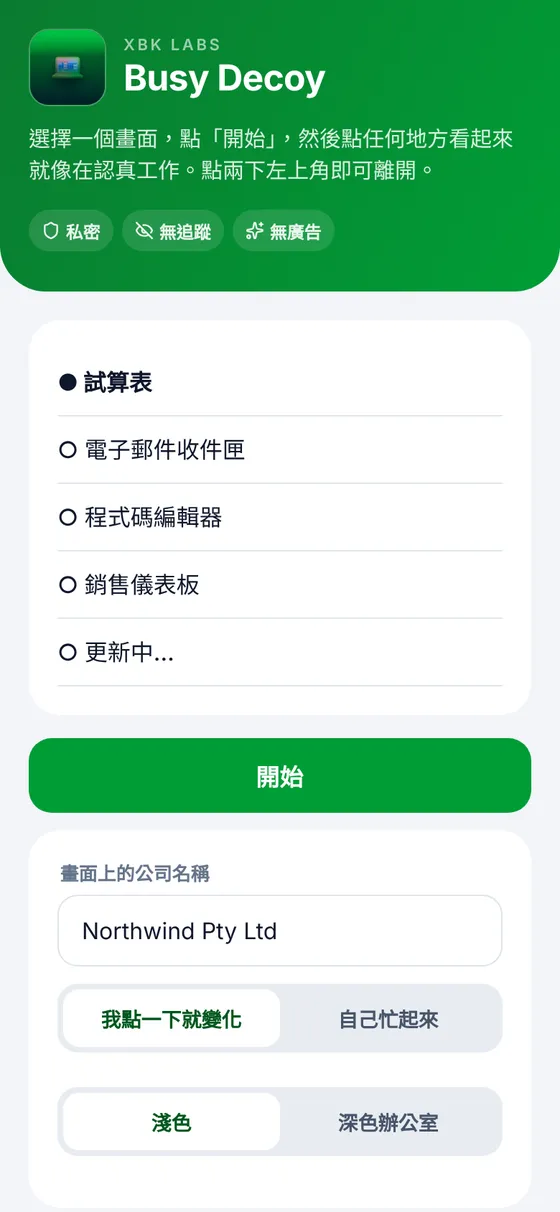 XBK LABS
Busy Decoy
選擇一個畫面，點「開始」，然後點任何地方看起來
就像在認真工作。點兩下左上角即可離開。
私密
無追蹤
無廣告
試算表
電子郵件收件匣
程式碼編輯器
銷售儀表板
更新中…
開始
畫面上的公司名稱
Northwind Pty Ltd
我點一下就變化
自己忙起來
淺色
深色辦公室